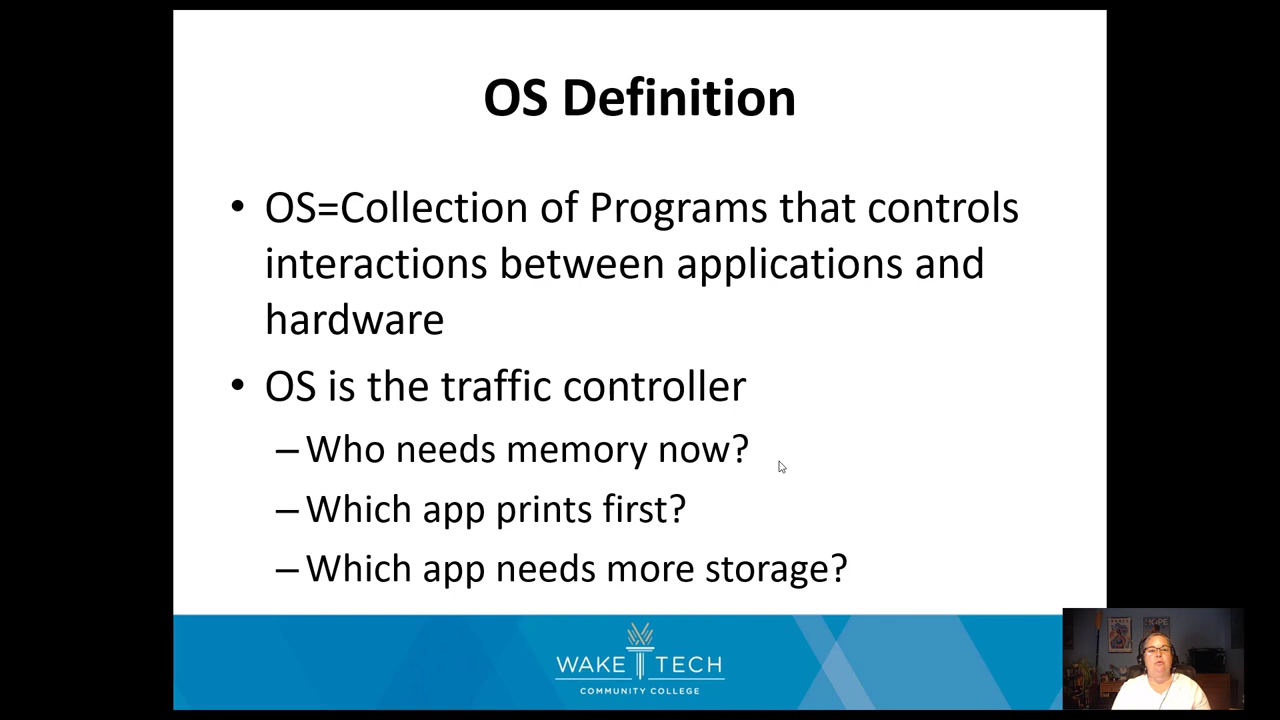 OS Definition
• OS=Collection of Programs that controls
interactions between applications and
hardware
• OS is the traffic controller
– Who needs memory now?
– Which app prints first?
– Which app needs more storage?
WAKE TECH
COMMUNITY COLLEGE